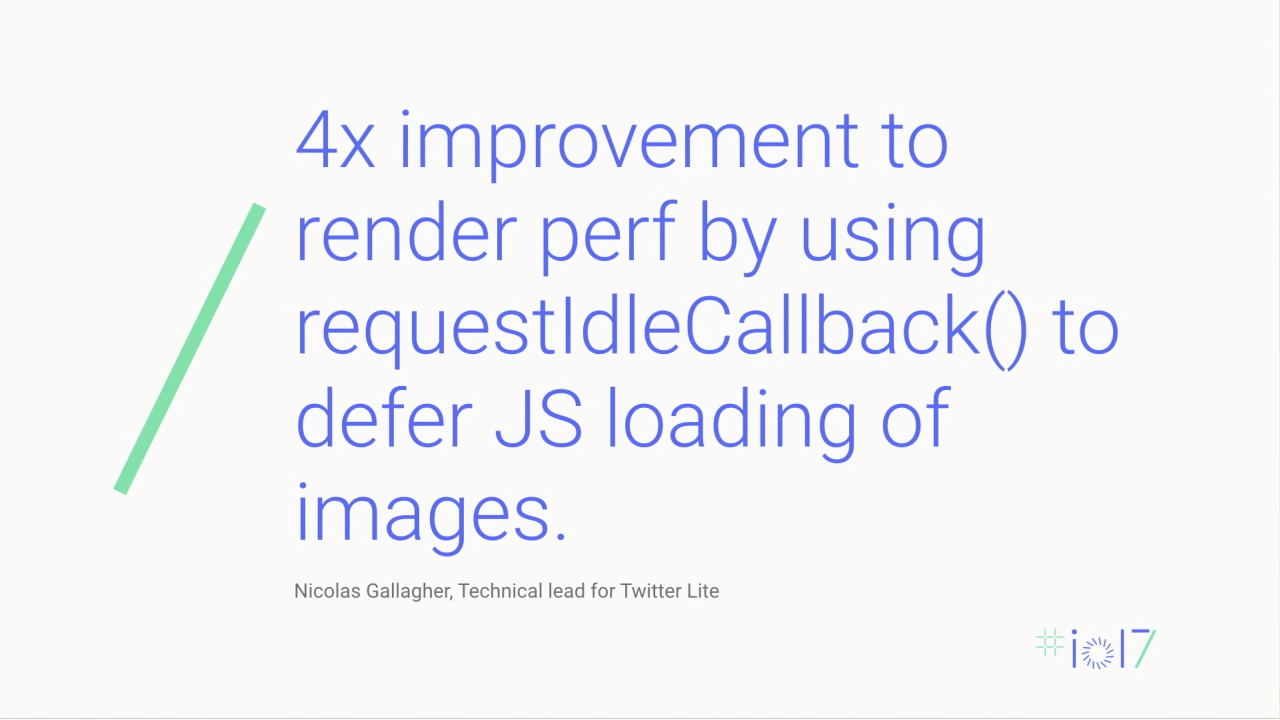 4x improvement to
render perf by using
requestIdleCallback() to
defer JS loading of
images.
Nicolas Gallagher, Technical lead for Twitter Lite
#io17